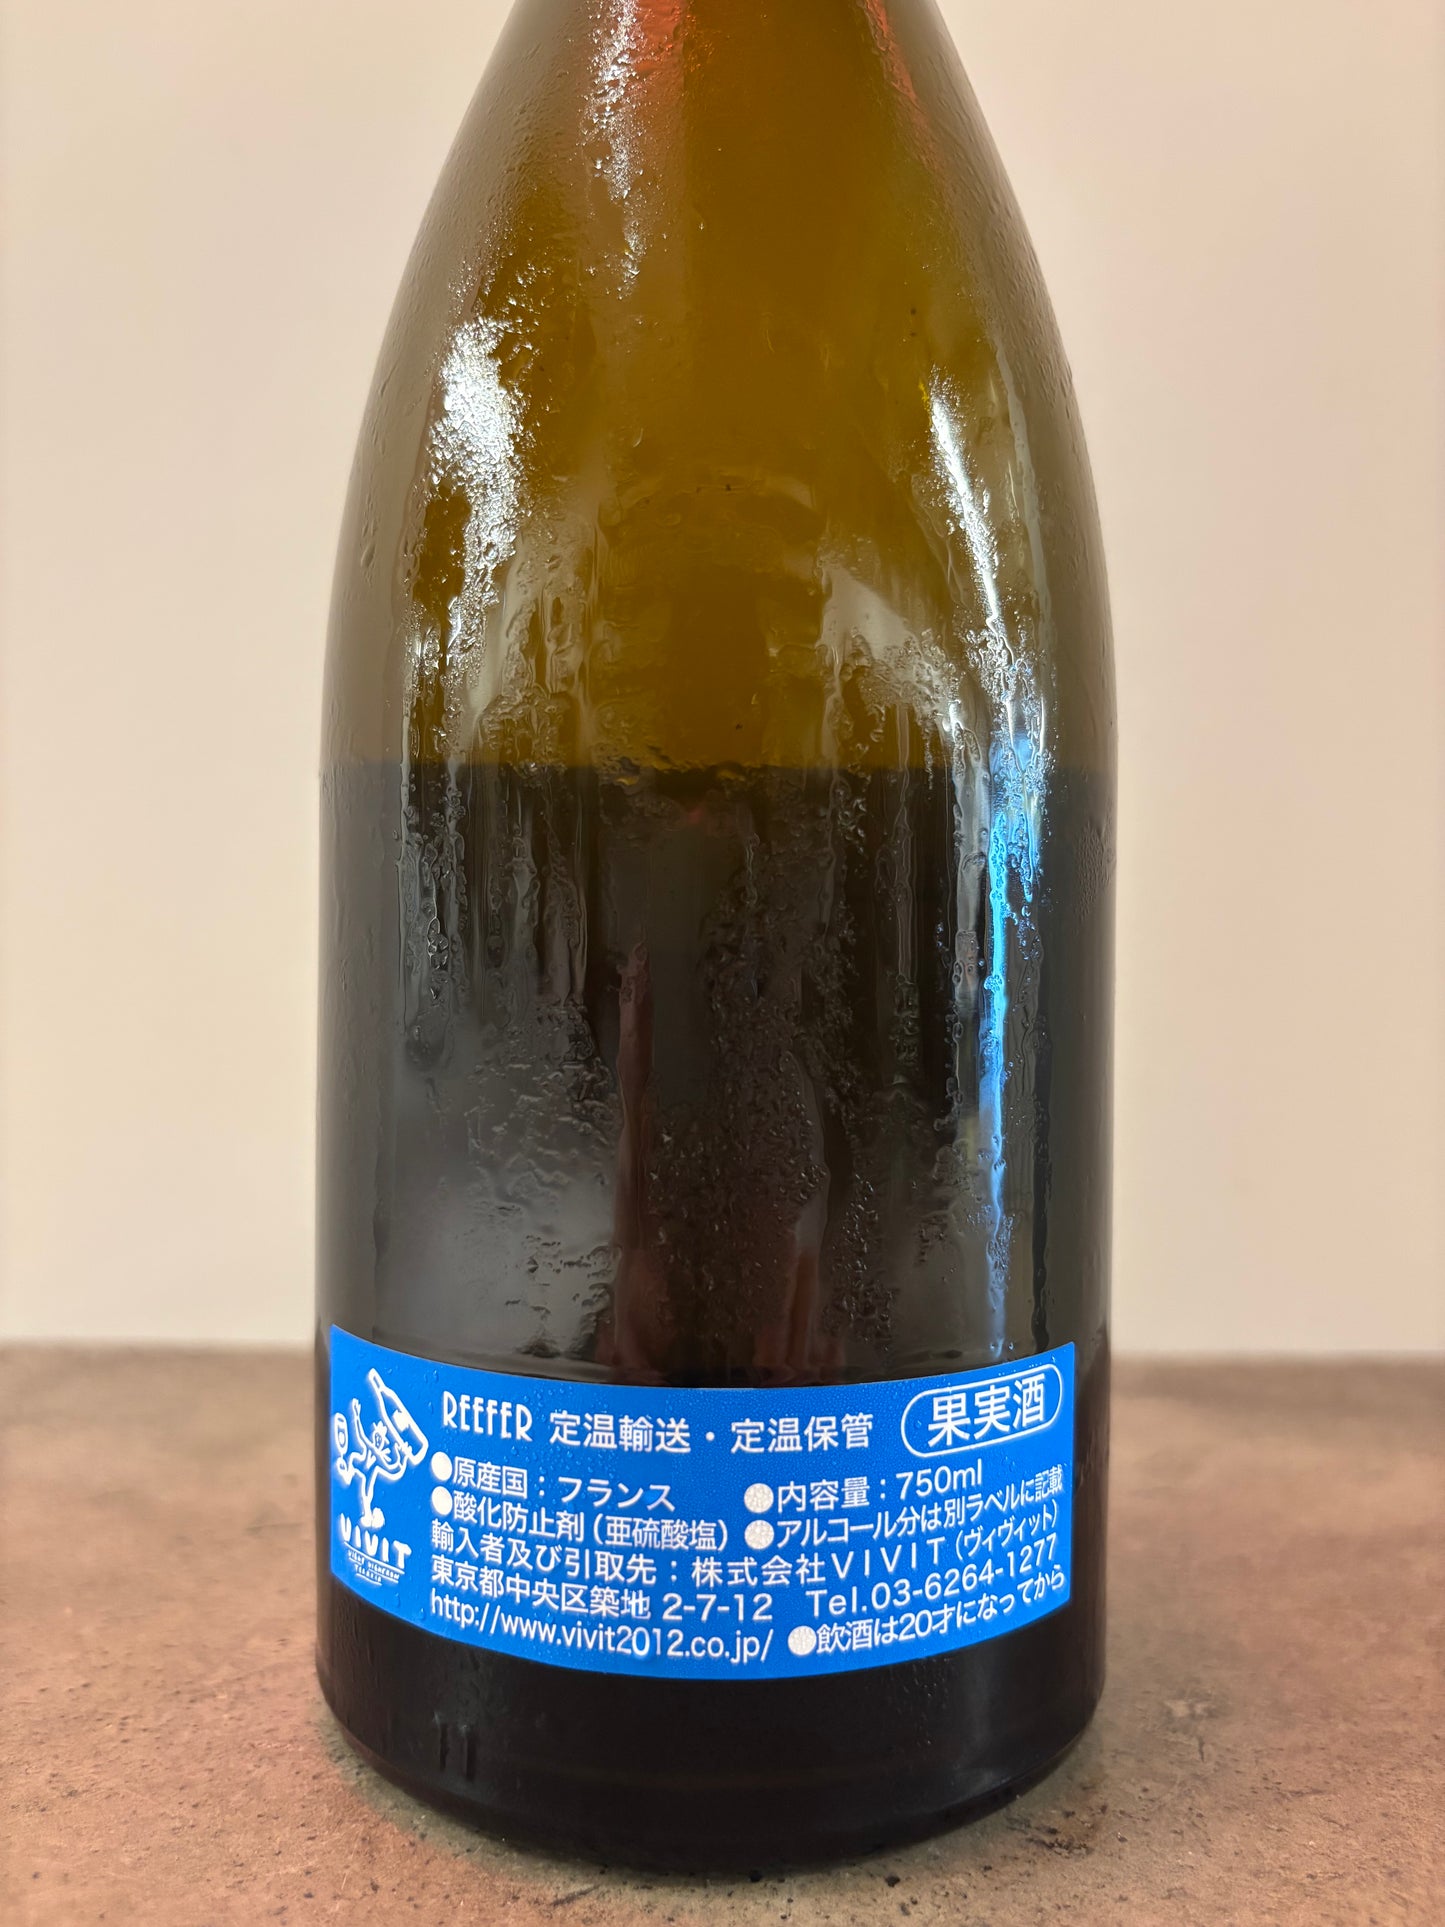 REEFER 定温輸送・定温保管 果実酒
●原産国：フランス ●内容量：750ml
●酸化防止剤（亜硫酸塩） ●アルコール分は別ラベルに記載
輸入者及び引取先：株式会社VIVIT（ヴィヴィット）
東京都中央区築地 2-7-12 Tel.03-6264-1277
http://www.vivit2012.co.jp/ ●飲酒は20才になってから
VIVIT